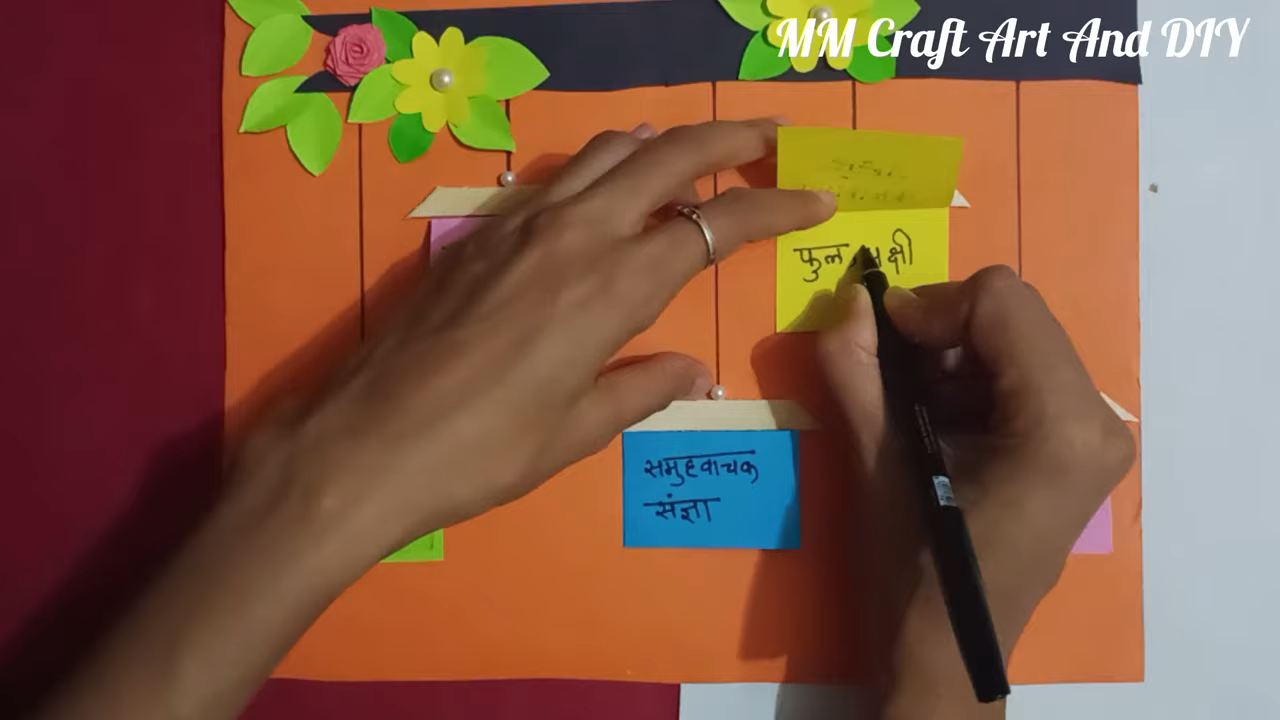 MM Craft Art And DIY
फुल, पक्षी
समुहवाचक
संज्ञा